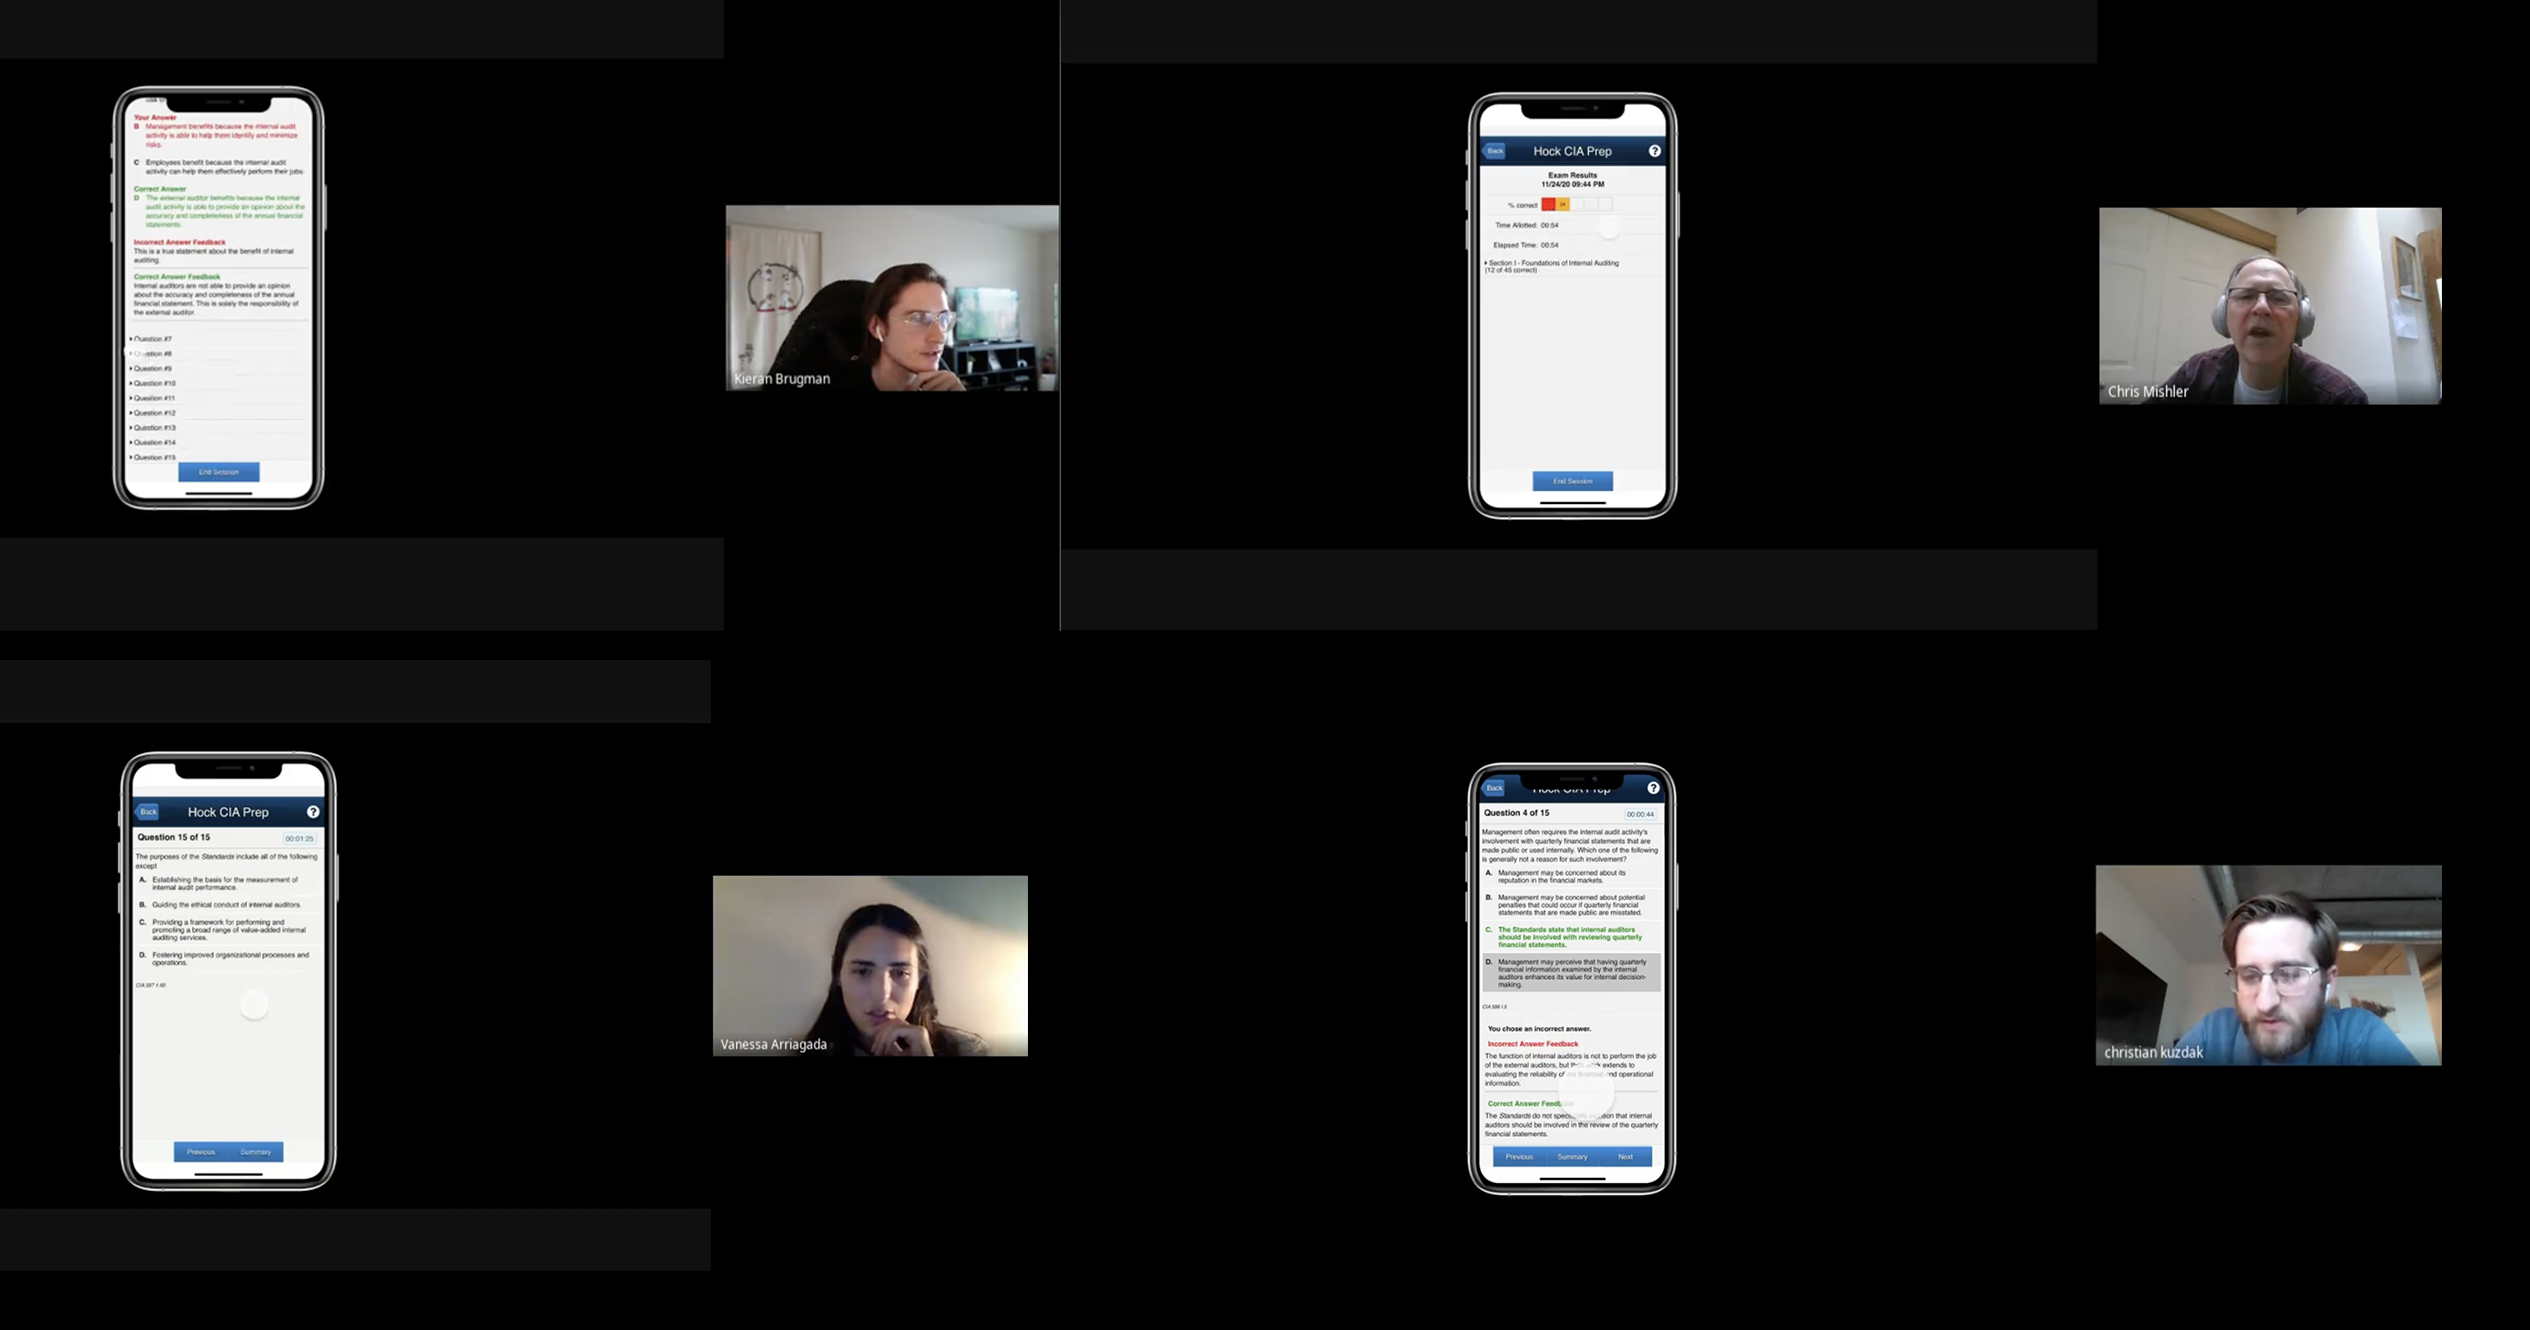 Your Answer
B Management benefits because the internal audit
activity is able to help them identify and minimize
risks.
C Employees benefit because the internal audit
activity can help them effectively perform their jobs
Correct Answer
D The external auditor benefits because the internal
audit activity is able to provide an opinion about the
accuracy and completeness of the annual financial
statements.
Incorrect Answer Feedback
This is a true statement about the benefit of internal
auditing.
Correct Answer Feedback
Internal auditors are not able to provide an opinion
about the accuracy and completeness of the annual
financial statement. This is solely the responsibility of
the external auditor
Question #7
Question #8
Question #9
Question #10
Question #11
Question #12
Question #13
Question #14
Question #15
End Session
Kieran Brugman
Back Hock CIA Prep ?
Exam Results
11/24/20 09:44 PM
% correct
Time Allotted: 00:54
Elapsed Time: 00:54
Section I - Foundations of Internal Auditing
(12 of 45 correct)
End Session
Chris Mishler
Back Hock CIA Prep ?
Question 15 of 15 00:01:25
The purposes of the Standards include all of the following
except
A. Establishing the basis for the measurement of
internal audit performance.
B. Guiding the ethical conduct of internal auditors.
C. Providing a framework for performing and
promoting a broad range of value-added internal
auditing services.
D. Fostering improved organizational processes and
operations.
Previous Summary
Vanessa Arriagada
Back Hock CIA Prep ?
Question 4 of 15 00:00:44
Management often requires the internal audit activity's
involvement with quarterly financial statements that are
made public or used internally. Which one of the following
is generally not a reason for such involvement?
A. Management may be concerned about its
reputation in the financial markets.
B. Management may be concerned about potential
penalties that could occur if quarterly financial
statements that are made public are misstated.
C. The Standards state that internal auditors
should be involved with reviewing quarterly
financial statements.
D. Management may perceive that having quarterly
financial information examined by the internal
auditors enhances its value for internal decision-
making.
You chose an incorrect answer.
Incorrect Answer Feedback
The function of internal auditors is not to perform the job
of the external auditors, but their work extends to
evaluating the reliability of and operational
information.
Correct Answer Feedback
The Standards do not that internal
auditors should be involved in the review of the quarterly
financial statements.
Previous Summary Next
christian kuzdak